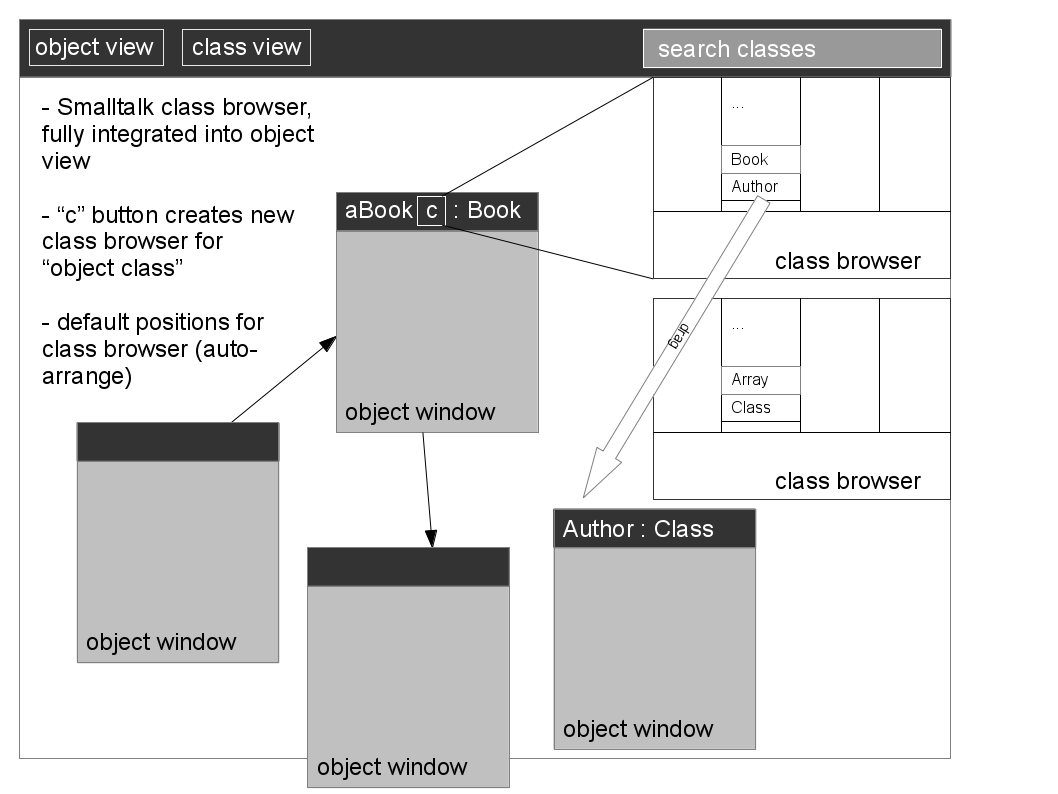 object view
class view
search classes
- Smalltalk class browser,
fully integrated into object
view
- “c” button creates new
class browser for
“object class”
- default positions for
class browser (auto-
arrange)
aBook c : Book
object window
...
Book
Author
class browser
drag
...
Array
Class
class browser
object window
object window
Author : Class
object window